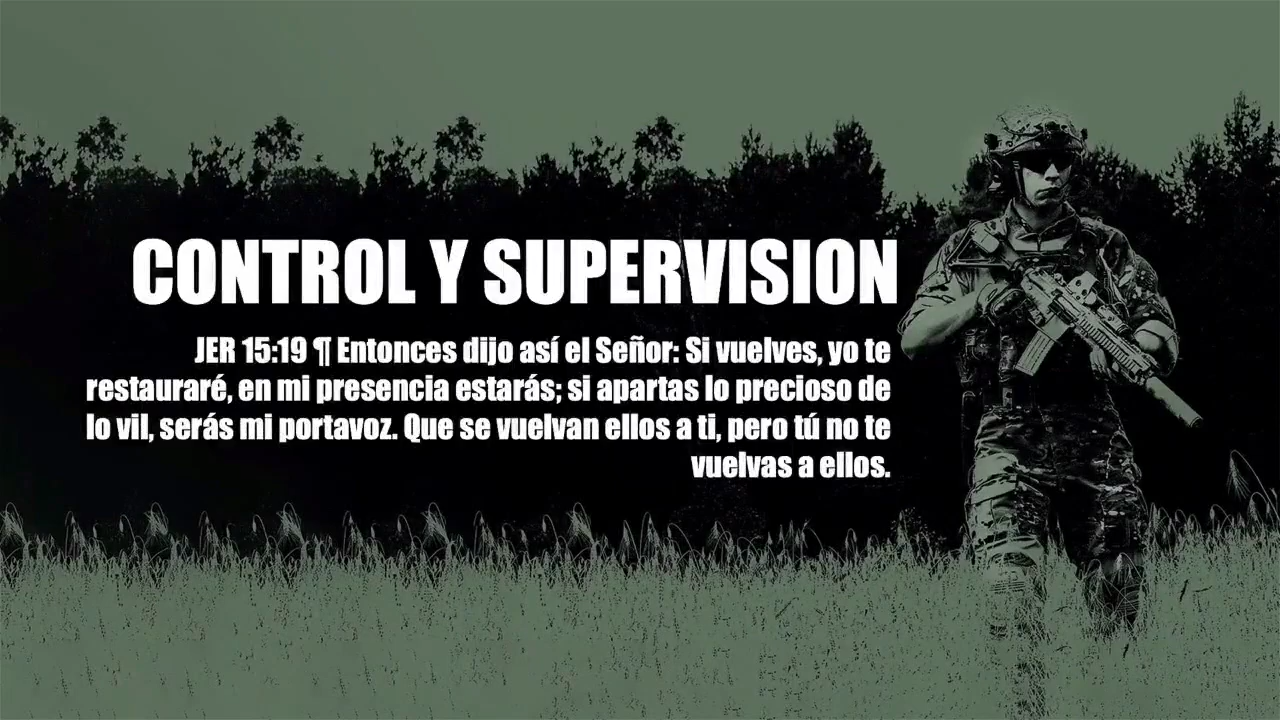 CONTROL Y SUPERVISION
JER 15:19 ¶ Entonces dijo así el Señor: Si vuelves, yo te
restauraré, en mi presencia estarás; si apartas lo precioso de
lo vil, serás mi portavoz. Que se vuelvan ellos a ti, pero tú no te
vuelvas a ellos.